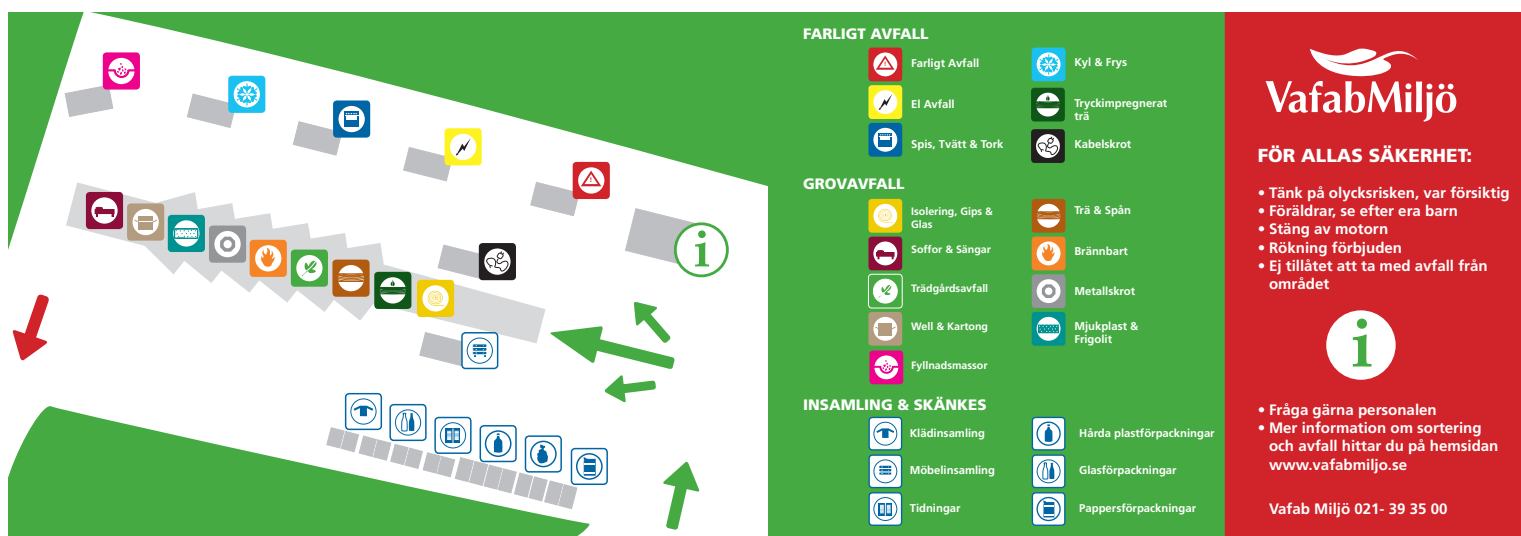 FARLIGT AVFALL
Farligt Avfall
El Avfall
Spis, Tvätt & Tork
Kyl & Frys
Tryckimpregnerat
trä
Kabelskrot
GROVAVFALL
Isolering, Gips &
Glas
Soffor & Sängar
Trädgårdsavfall
Well & Kartong
Fyllnadsmassor
Trä & Spån
Brännbart
Metallskrot
Mjukplast &
Frigolit
INSAMLING & SKÄNKES
Klädinsamling
Möbelinsamling
Tidningar
Hårda plastförpackningar
Glasförpackningar
Pappersförpackningar
VafabMiljö
FÖR ALLAS SÄKERHET:
• Tänk på olycksrisken, var försiktig
• Föräldrar, se efter era barn
• Stäng av motorn
• Rökning förbjuden
• Ej tillåtet att ta med avfall från
området
i
• Fråga gärna personalen
• Mer information om sortering
och avfall hittar du på hemsidan
www.vafabmiljo.se
Vafab Miljö 021- 39 35 00
i